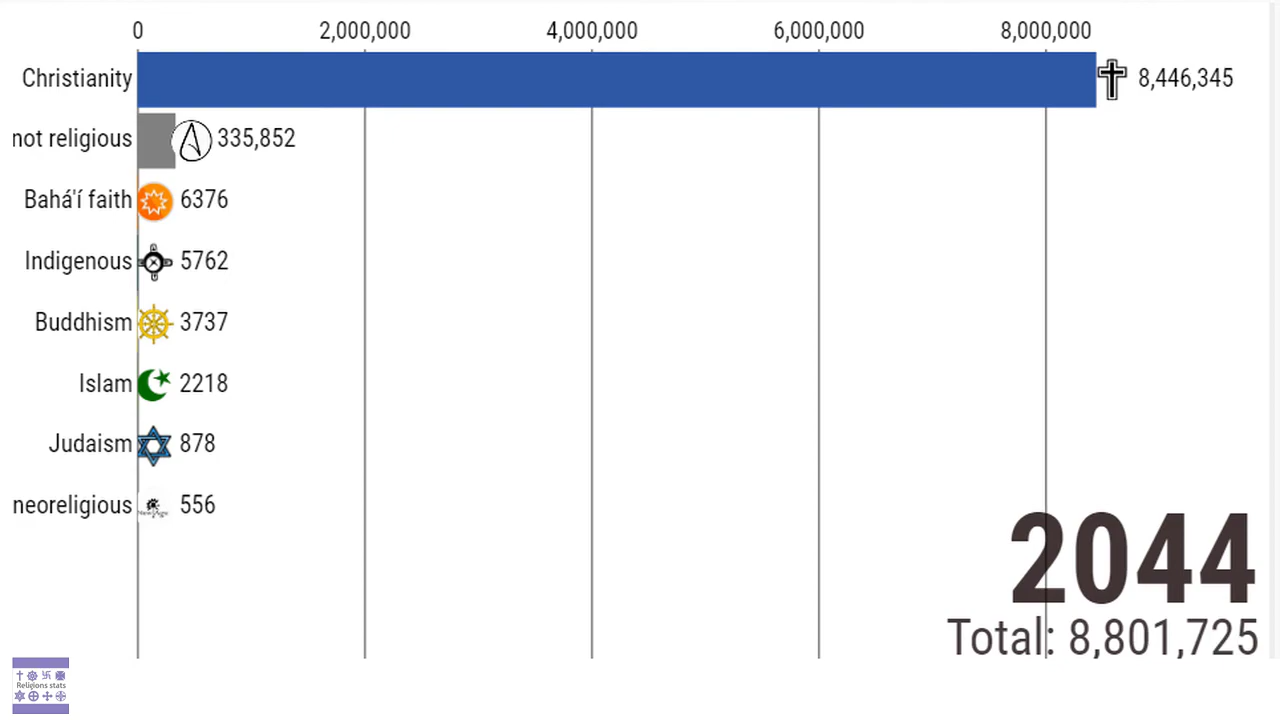 0 2,000,000 4,000,000 6,000,000 8,000,000
Christianity 8,446,345
not religious 335,852
Bahá'í faith 6376
Indigenous 5762
Buddhism 3737
Islam 2218
Judaism 878
neoreligious 556
2044
Total: 8,801,725
Religions stats